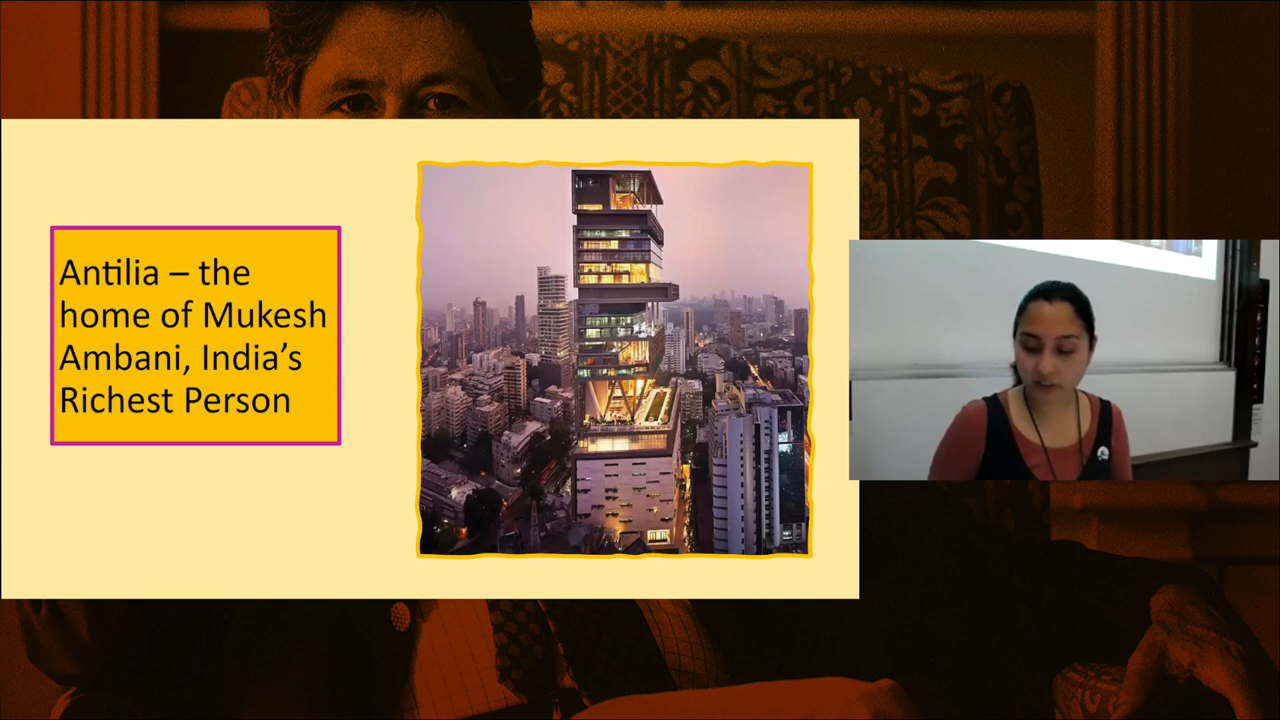 Antilia – the
home of Mukesh
Ambani, India’s
Richest Person